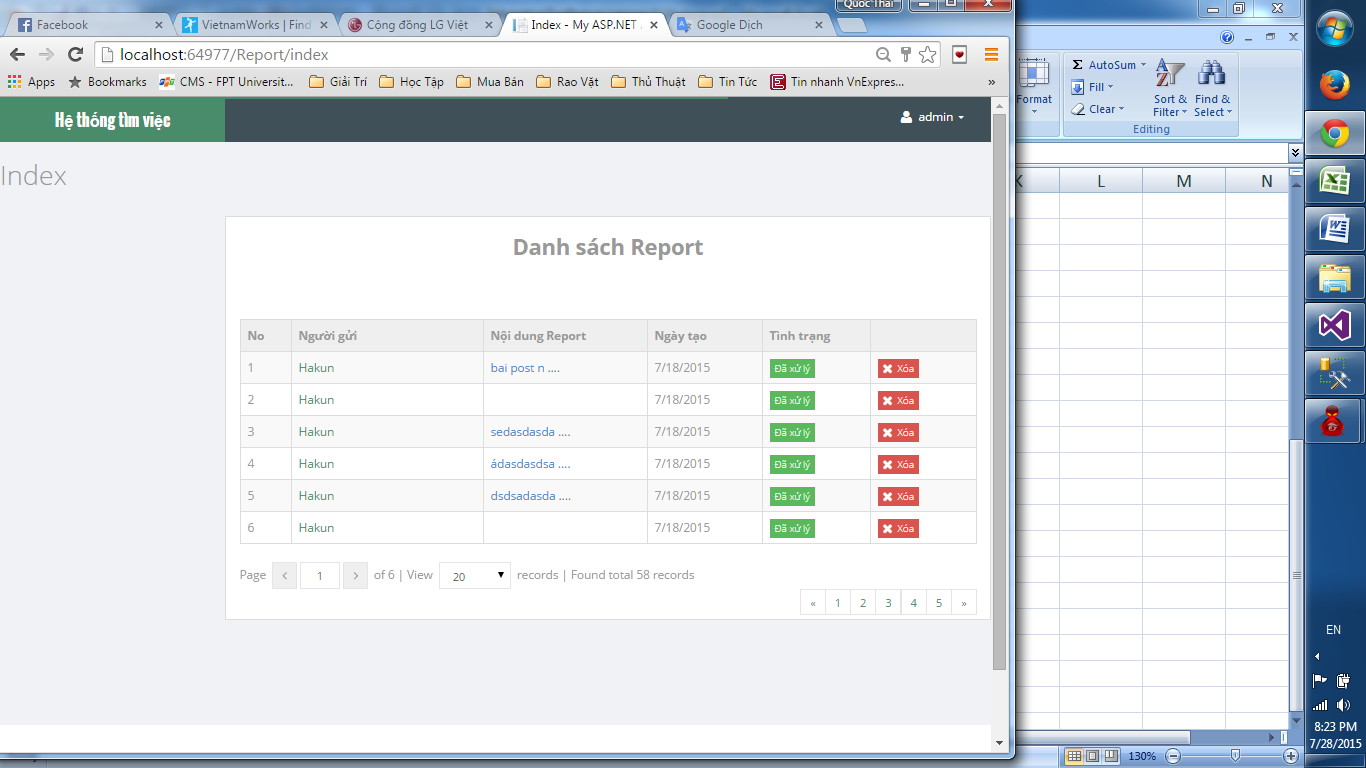 Quoc Thai
Facebook
VietnamWorks | Find
Cộng đồng LG Việt
Index - My ASP.NET
Google Dịch
localhost:64977/Report/index
Apps
Bookmarks
CMS - FPT Universit...
Giải Trí
Học Tập
Mua Bán
Rao Vặt
Thủ Thuật
Tin Tức
Tin nhanh VnExpres...
»
Hệ thống tìm việc
admin
Index
Danh sách Report
No Người gửi Nội dung Report Ngày tạo Tình trạng
1 Hakun bai post n .... 7/18/2015 Đã xử lý Xóa
2 Hakun 7/18/2015 Đã xử lý Xóa
3 Hakun sedasdasda .... 7/18/2015 Đã xử lý Xóa
4 Hakun ádasdasdsa .... 7/18/2015 Đã xử lý Xóa
5 Hakun dsdsadasda .... 7/18/2015 Đã xử lý Xóa
6 Hakun 7/18/2015 Đã xử lý Xóa
Page 1 of 6 | View 20 records | Found total 58 records
« 1 2 3 4 5 »
Format
Σ AutoSum
Fill
Clear
Sort & Filter
Find & Select
Editing
K L M N
130%
EN
8:23 PM
7/28/2015